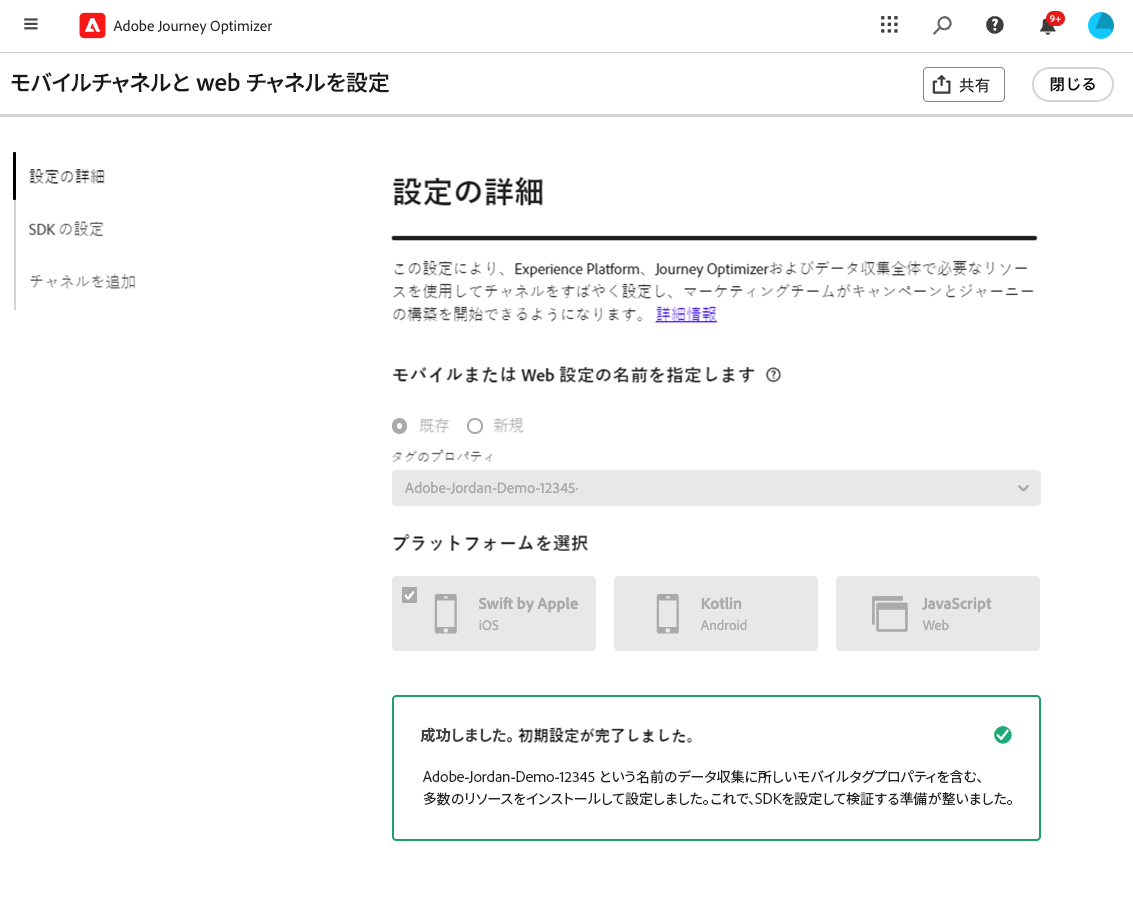 Adobe Journey Optimizer
9+
モバイルチャネルと web チャネルを設定
共有
閉じる
設定の詳細
SDK の設定
チャネルを追加
設定の詳細
この設定により、Experience Platform、Journey Optimizerおよびデータ収集全体で必要なリソー
スを使用してチャネルをすばやく設定し、マーケティングチームがキャンペーンとジャーニー
の構築を開始できるようになります。 詳細情報
モバイルまたは Web 設定の名前を指定します
既存 新規
タグのプロパティ
Adobe-Jordan-Demo-12345·
プラットフォームを選択
Swift by Apple
iOS
Kotlin
Android
JavaScript
Web
成功しました。初期設定が完了しました。
Adobe-Jordan-Demo-12345 という名前のデータ収集に所しいモバイルタグプロパティを含む、
多数のリソースをインストールして設定しました。これで、SDKを設定して検証する準備が整いました。